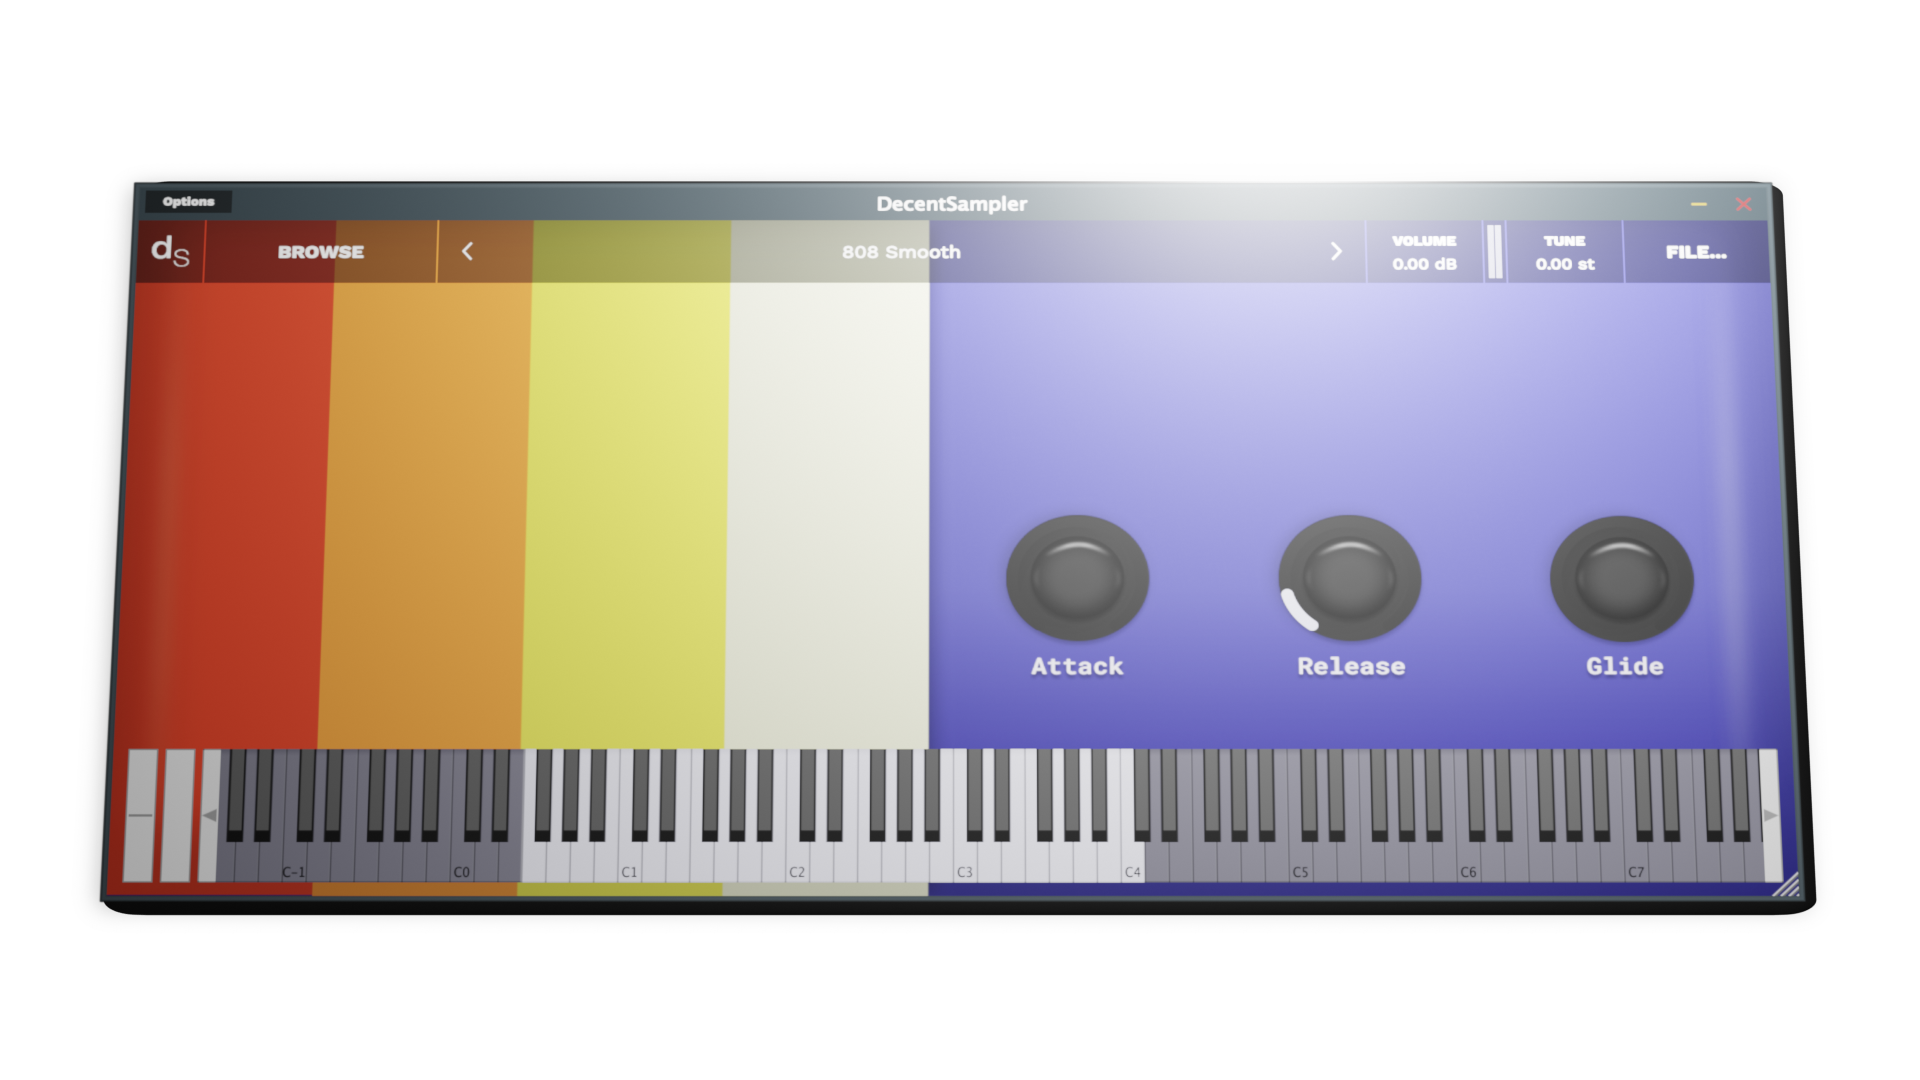 Options
DecentSampler
ds
BROWSE
808 Smooth
VOLUME
0.00 dB
TUNE
0.00 st
FILE...
Attack
Release
Glide
C-1
C0
C1
C2
C3
C4
C5
C6
C7